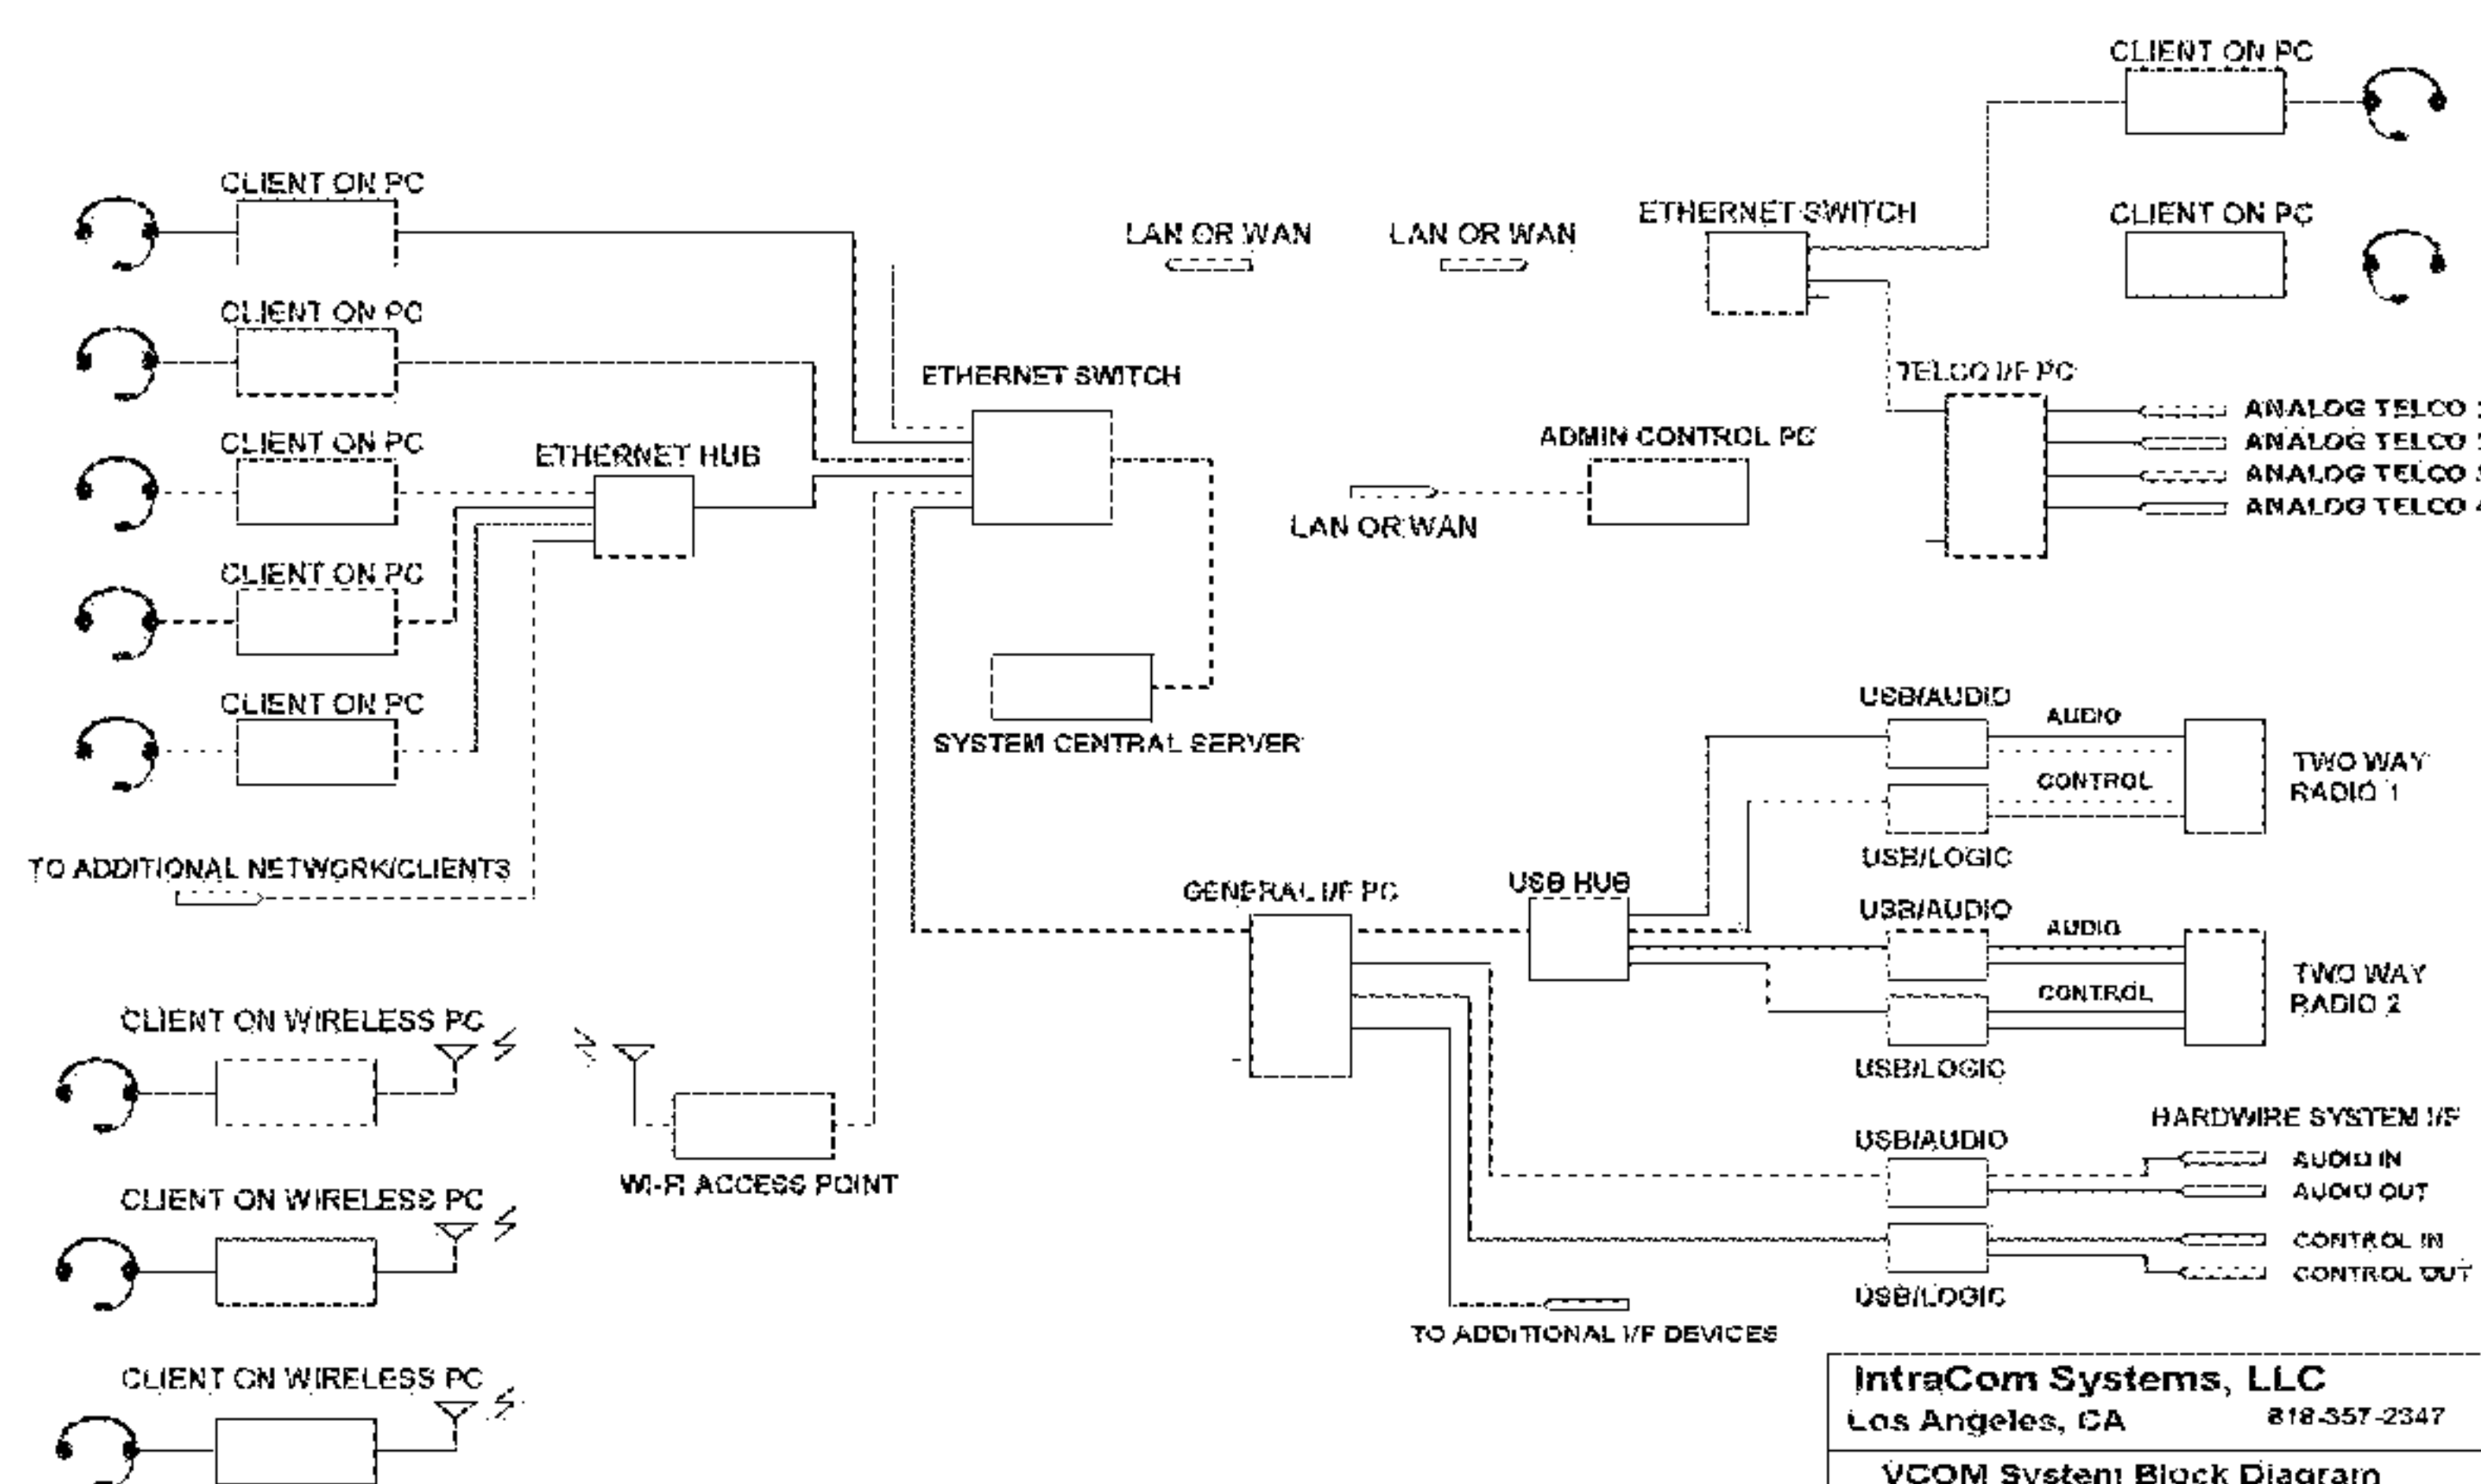 CLIENT ON PC
CLIENT ON PC
CLIENT ON PC
ETHERNET SWITCH
CLIENT ON PC
LAN OR WAN
LAN OR WAN
CLIENT ON PC
ETHERNET SWITCH
TELCO I/F PC
ANALOG TELCO
ANALOG TELCO
ANALOG TELCO
ANALOG TELCO 4
CLIENT ON PC
ETHERNET HUB
ADMIN CONTROL PC
LAN OR WAN
CLIENT ON PC
CLIENT ON PC
SYSTEM CENTRAL SERVER
USB/AUDIO
AUDIO
CONTROL
TWO WAY
RADIO 1
USB/LOGIC
TO ADDITIONAL NETWORK/CLIENTS
GENERAL I/F PC
USB HUB
USB/AUDIO
AUDIO
CONTROL
TWO WAY
RADIO 2
USB/LOGIC
CLIENT ON WIRELESS PC
WI-FI ACCESS POINT
CLIENT ON WIRELESS PC
HARDWIRE SYSTEM I/F
USB/AUDIO
AUDIO IN
AUDIO OUT
CONTROL IN
CONTROL OUT
USB/LOGIC
TO ADDITIONAL I/F DEVICES
CLIENT ON WIRELESS PC
IntraCom Systems, LLC
Los Angeles, CA 818-357-2347
VCOM System Block Diagram